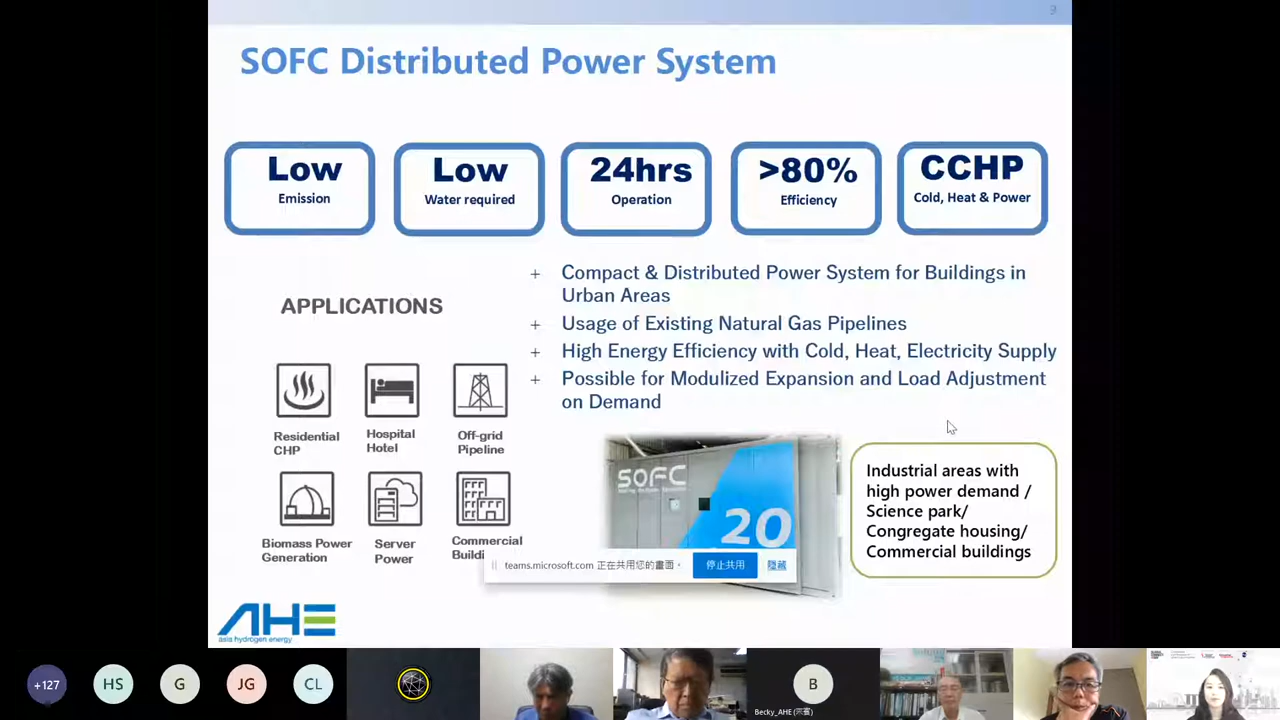 9
SOFC Distributed Power System
Low
Emission
Low
Water required
24hrs
Operation
>80%
Efficiency
CCHP
Cold, Heat & Power
+ Compact & Distributed Power System for Buildings in
Urban Areas
+ Usage of Existing Natural Gas Pipelines
+ High Energy Efficiency with Cold, Heat, Electricity Supply
+ Possible for Modulized Expansion and Load Adjustment
on Demand
APPLICATIONS
Residential
CHP
Hospital
Hotel
Off-grid
Pipeline
Biomass Power
Generation
Server
Power
Commercial
Buildi
SOFC
20
Industrial areas with
high power demand /
Science park/
Congregate housing/
Commercial buildings
teams.microsoft.com 正在共用您的畫面。
停止共用
隱藏
AHE
asia hydrogen energy
+127
HS
G
JG
CL
B
Becky_AHE